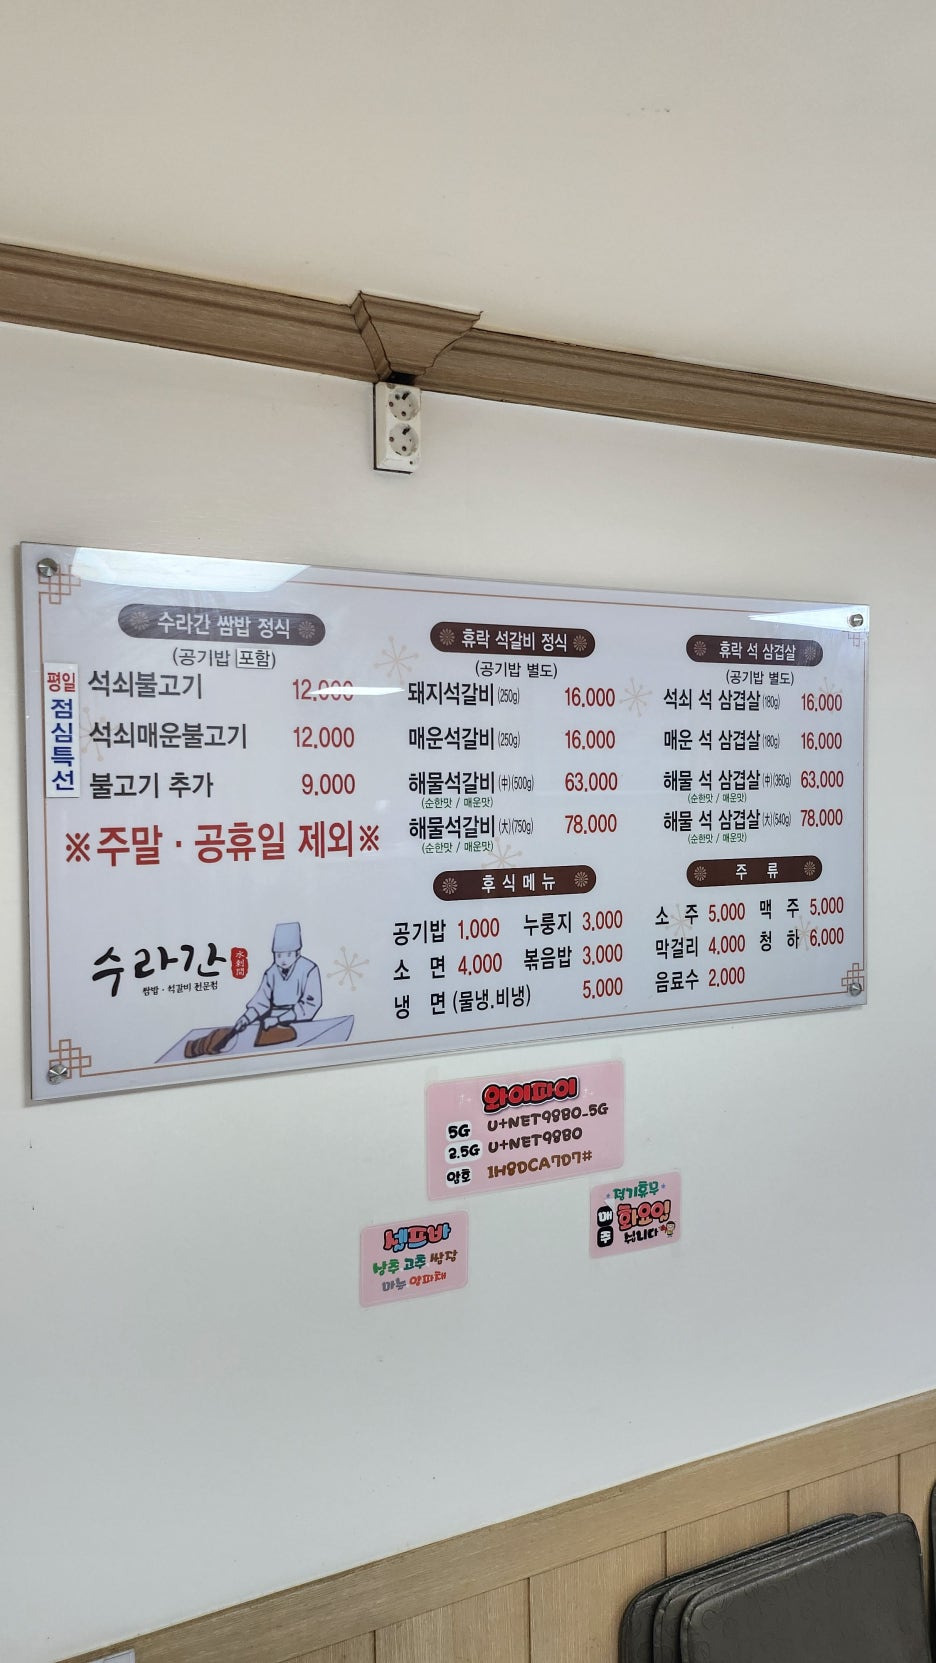 수라간 쌈밥 정식
(공기밥 포함)
평일
점심특선
석쇠불고기 12,000
석쇠매운불고기 12,000
불고기 추가 9,000
※주말·공휴일 제외※
수라간
쌈밥·석갈비 전문점
휴락 석갈비 정식
(공기밥 별도)
돼지석갈비 (250g) 16,000
매운석갈비 (250g) 16,000
해물석갈비 (中)(500g) 63,000
(순한맛 / 매운맛)
해물석갈비 (大)(750g) 78,000
(순한맛 / 매운맛)
후식메뉴
공기밥 1,000 누룽지 3,000
소 면 4,000 볶음밥 3,000
냉 면 (물냉.비냉) 5,000
휴락 석 삼겹살
(공기밥 별도)
석쇠 석 삼겹살 (180g) 16,000
매운 석 삼겹살 (180g) 16,000
해물 석 삼겹살 (中)(360g) 63,000
(순한맛 / 매운맛)
해물 석 삼겹살 (大)(540g) 78,000
(순한맛 / 매운맛)
주 류
소 주 5,000 맥 주 5,000
막걸리 4,000 청 하 6,000
음료수 2,000
와이파이
5G U+NET9880_5G
2.5G U+NET9880
암호 1H8DCA7D7#
셀프바
상추 고추 쌈장
마늘 양파채
정기휴무
매주 화요일
쉽니다